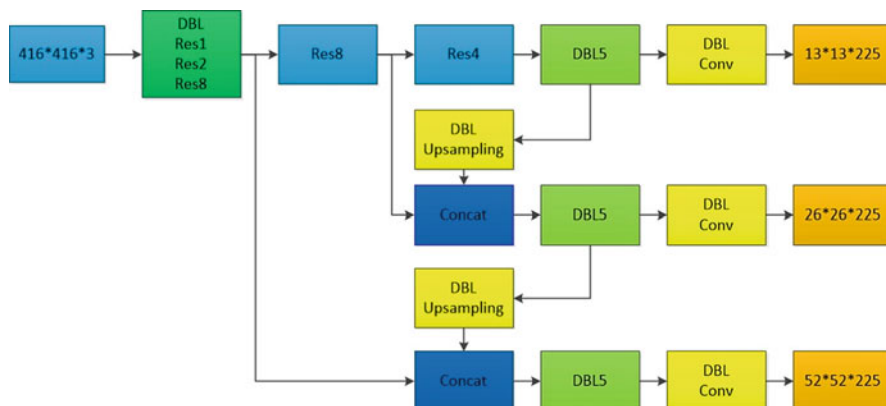 416*416*3
DBL
Res1
Res2
Res8
Res8
Res4
DBL5
DBL
Conv
13*13*225
DBL
Upsampling
Concat
DBL5
DBL
Conv
26*26*225
DBL
Upsampling
Concat
DBL5
DBL
Conv
52*52*225